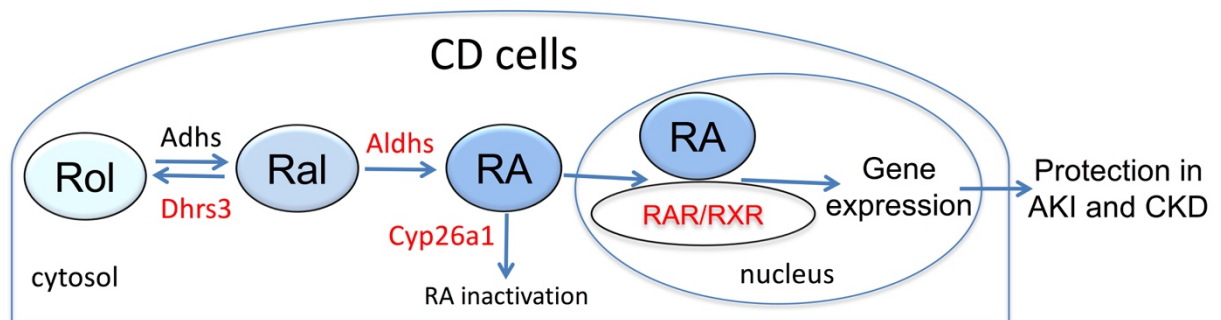 CD cells
Rol
Adhs
Dhrs3
Ral
Aldhs
RA
Cyp26a1
RA inactivation
RA
RAR/RXR
Gene
expression
Protection in
AKI and CKD
cytosol
nucleus